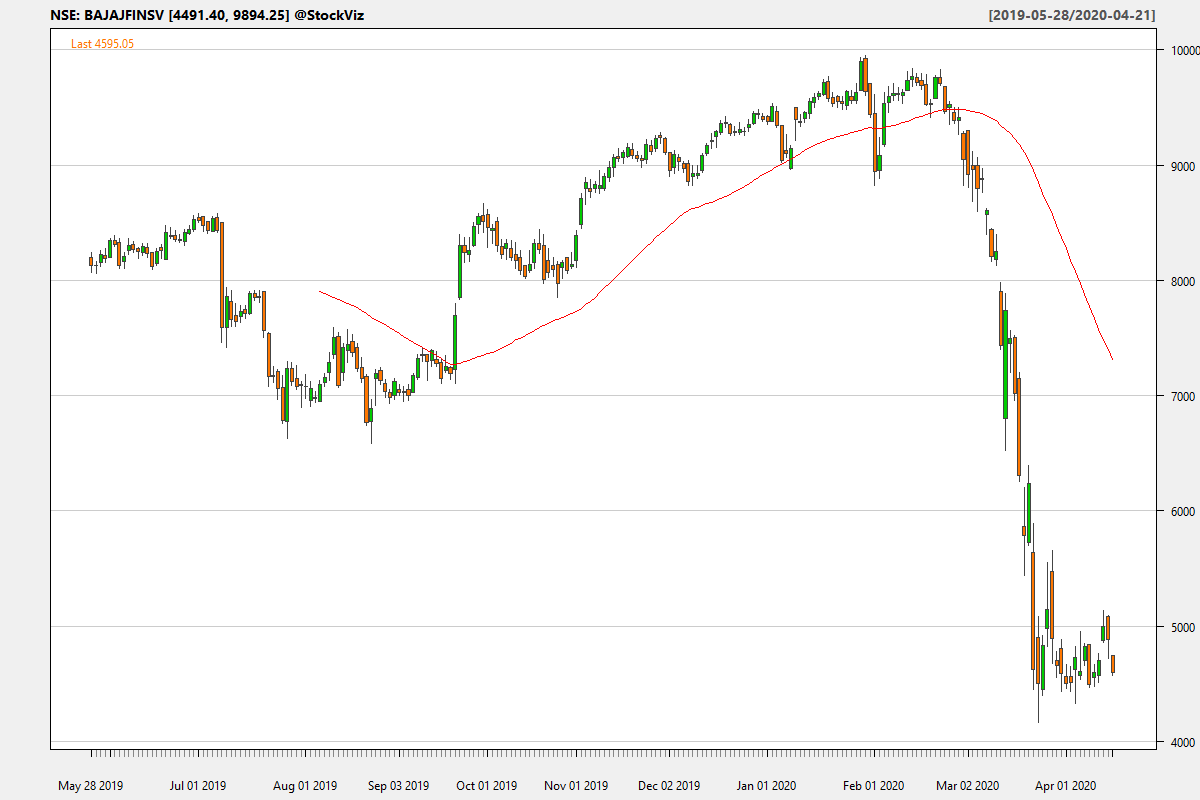 NSE: BAJAJFINSV [4491.40, 9894.25] @StockViz
[2019-05-28/2020-04-21]
Last 4595.05
10000
9000
8000
7000
6000
5000
4000
May 28 2019 Jul 01 2019 Aug 01 2019 Sep 03 2019 Oct 01 2019 Nov 01 2019 Dec 02 2019 Jan 01 2020 Feb 01 2020 Mar 02 2020 Apr 01 2020